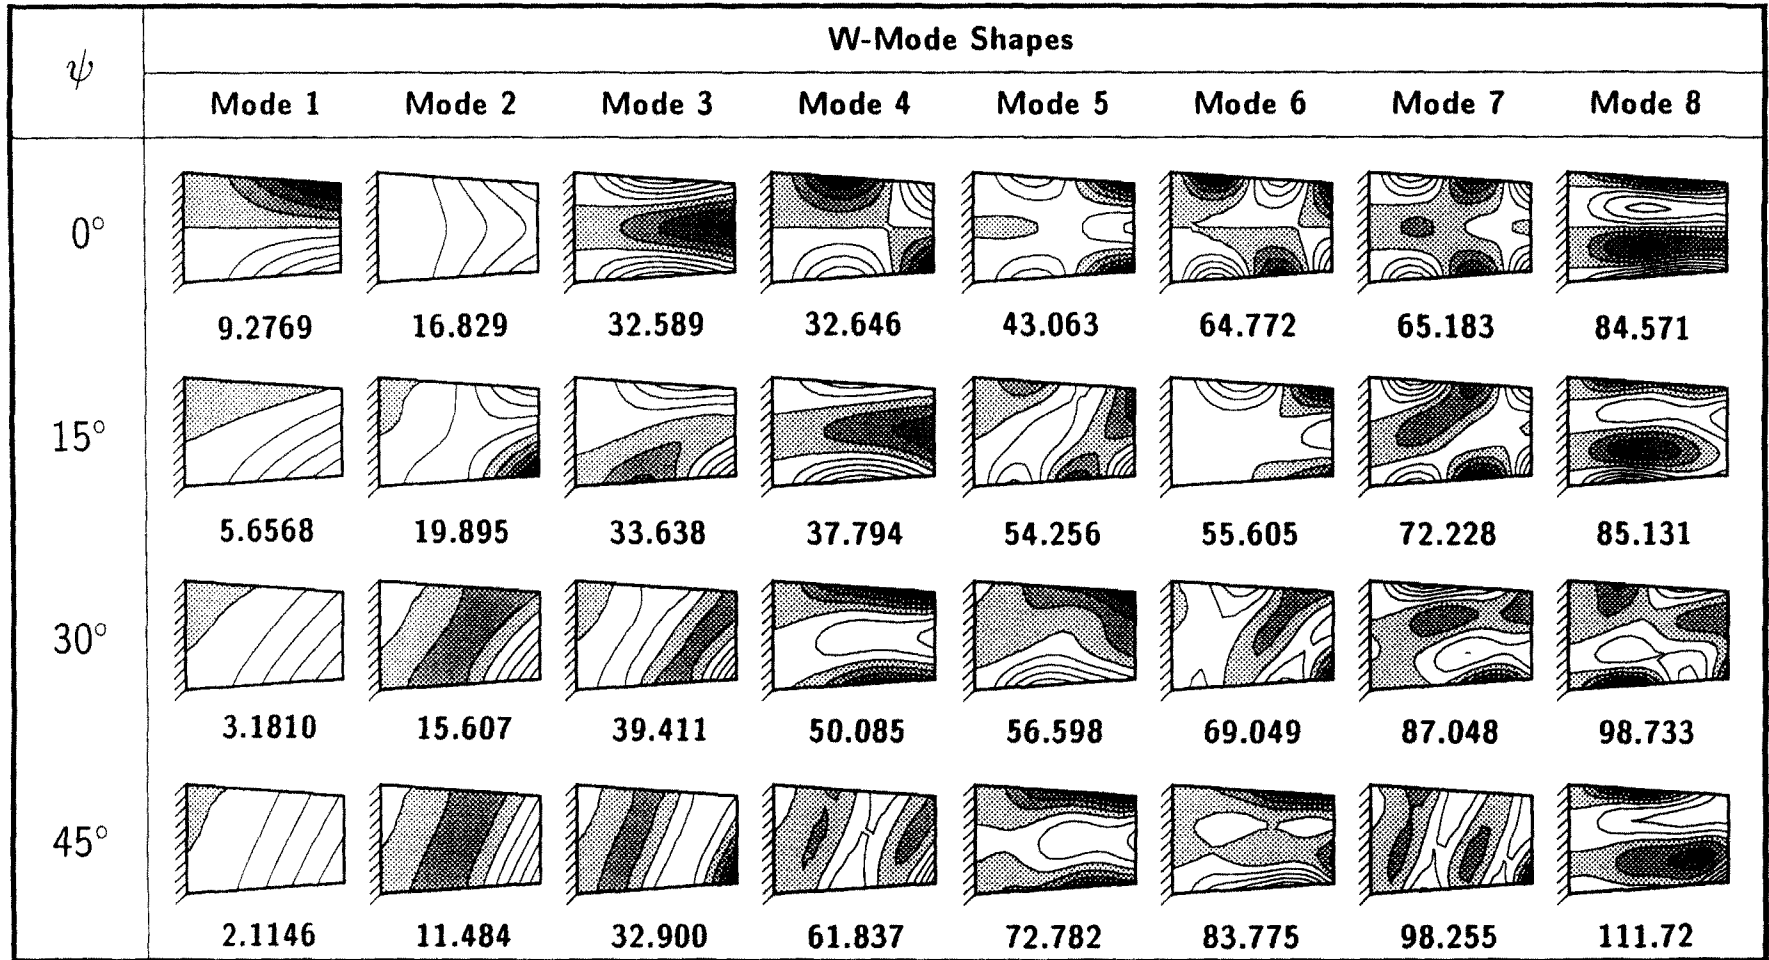 ψ
W-Mode Shapes
Mode 1 Mode 2 Mode 3 Mode 4 Mode 5 Mode 6 Mode 7 Mode 8
0°
9.2769 16.829 32.589 32.646 43.063 64.772 65.183 84.571
15°
5.6568 19.895 33.638 37.794 54.256 55.605 72.228 85.131
30°
3.1810 15.607 39.411 50.085 56.598 69.049 87.048 98.733
45°
2.1146 11.484 32.900 61.837 72.782 83.775 98.255 111.72